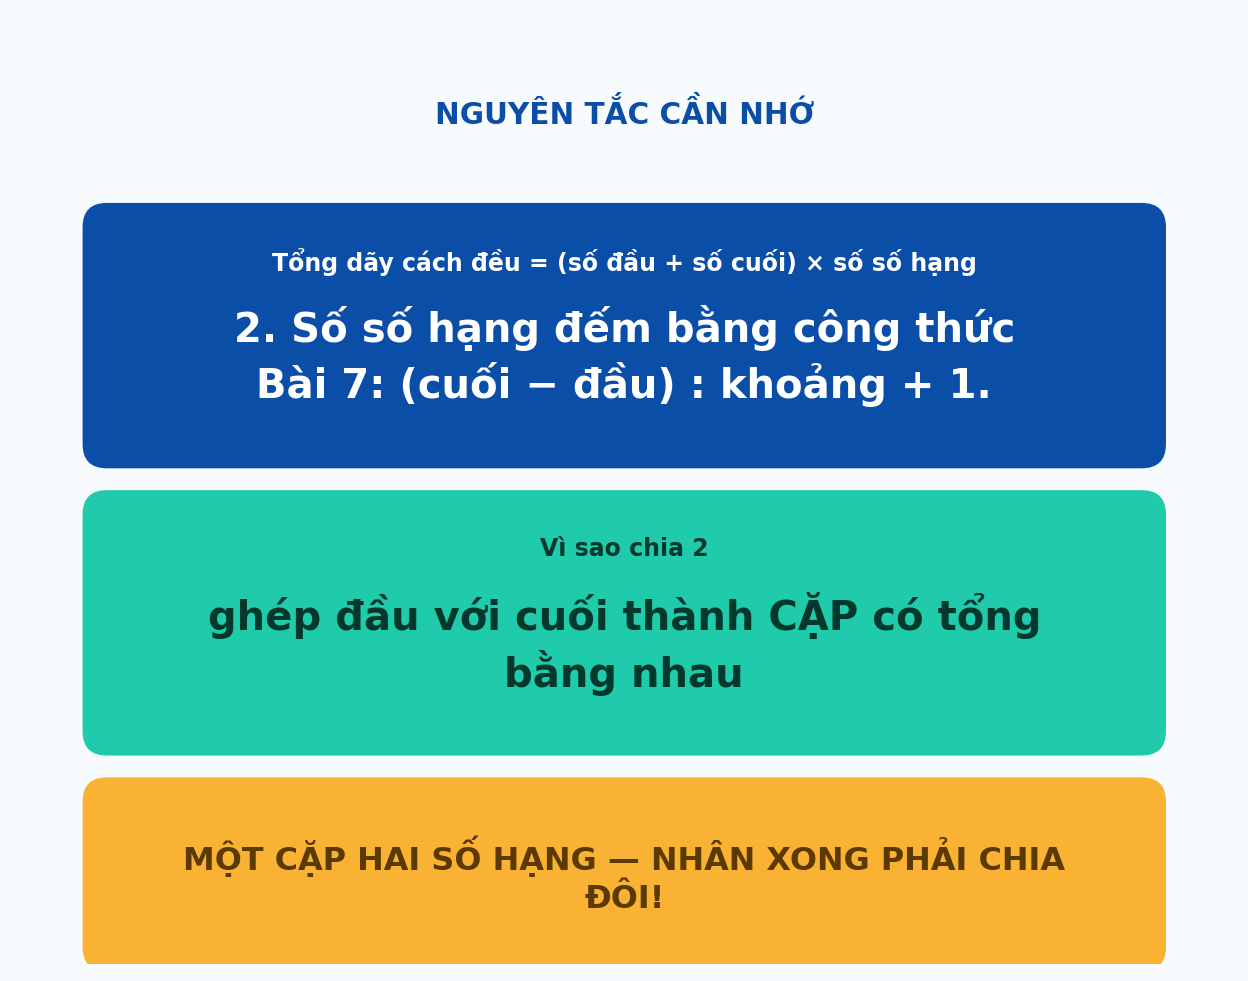 NGUYÊN TẮC CẦN NHỚ
Tổng dãy cách đều = (số đầu + số cuối) × số số hạng
2. Số số hạng đếm bằng công thức
Bài 7: (cuối − đầu) : khoảng + 1.
Vì sao chia 2
ghép đầu với cuối thành CẶP có tổng
bằng nhau
MỘT CẶP HAI SỐ HẠNG — NHÂN XONG PHẢI CHIA
ĐÔI!